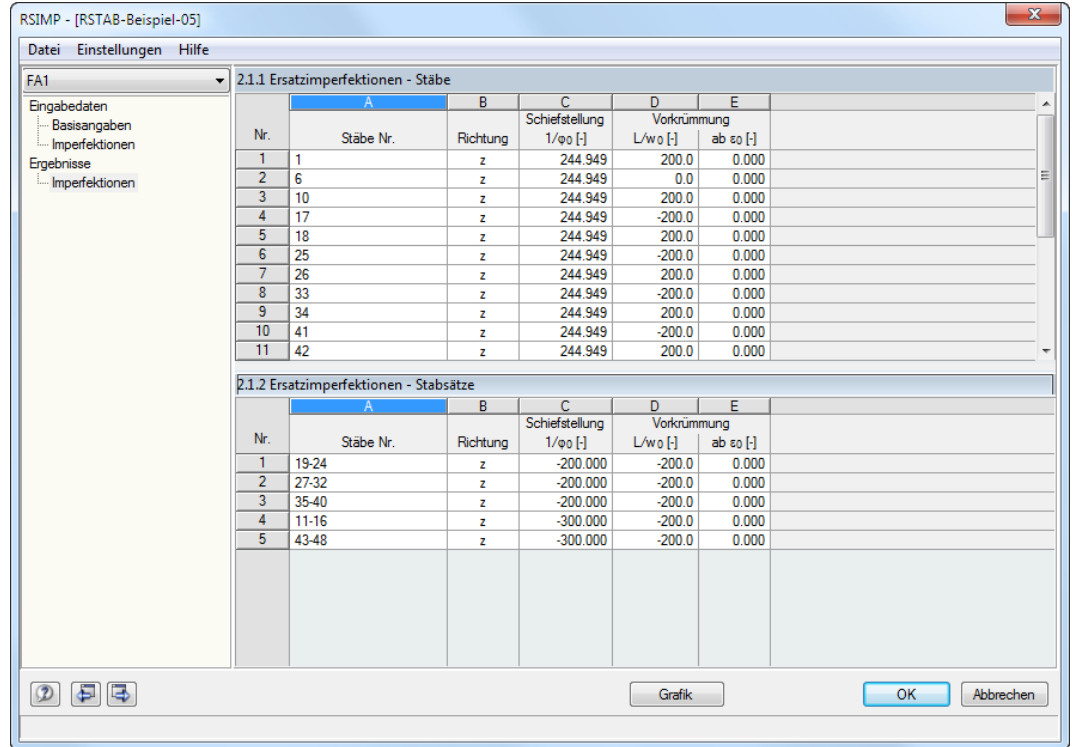 RSIMP - [RSTAB-Beispiel-05]
Datei Einstellungen Hilfe
FA1
Eingabedaten
Basisangaben
Imperfektionen
Ergebnisse
Imperfektionen
2.1.1 Ersatzimperfektionen - Stäbe
A B C D E
Schiefstellung Vorkrümmung
Nr. Stäbe Nr. Richtung 1/φ0 [-] L/w0 [-] ab ε0 [-]
1 1 z 244.949 200.0 0.000
2 6 z 244.949 0.0 0.000
3 10 z 244.949 200.0 0.000
4 17 z 244.949 -200.0 0.000
5 18 z 244.949 200.0 0.000
6 25 z 244.949 -200.0 0.000
7 26 z 244.949 200.0 0.000
8 33 z 244.949 -200.0 0.000
9 34 z 244.949 200.0 0.000
10 41 z 244.949 -200.0 0.000
11 42 z 244.949 200.0 0.000
2.1.2 Ersatzimperfektionen - Stabsätze
A B C D E
Schiefstellung Vorkrümmung
Nr. Stäbe Nr. Richtung 1/φ0 [-] L/w0 [-] ab ε0 [-]
1 19-24 z -200.000 -200.0 0.000
2 27-32 z -200.000 -200.0 0.000
3 35-40 z -200.000 -200.0 0.000
4 11-16 z -300.000 -200.0 0.000
5 43-48 z -300.000 -200.0 0.000
Grafik OK Abbrechen